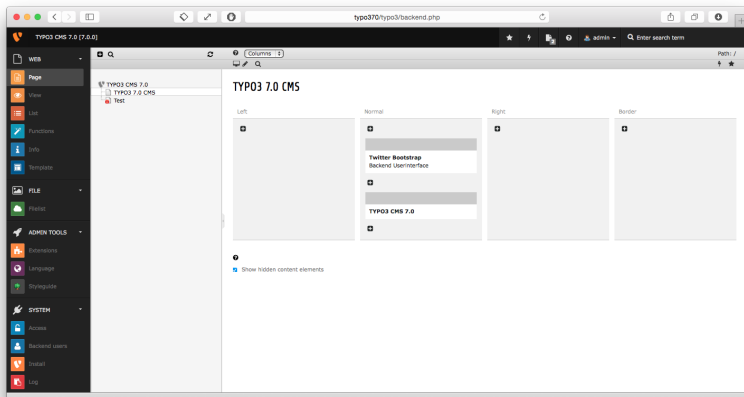 typo370/typo3/backend.php
TYPO3 CMS 7.0 [7.0.0]
admin
Enter search term
WEB
Page
View
List
Functions
Info
Template
FILE
Filelist
ADMIN TOOLS
Extensions
Language
Styleguide
SYSTEM
Access
Backend users
Install
Log
TYPO3 CMS 7.0
TYPO3 7.0 CMS
Test
Columns
Path: /
TYPO3 7.0 CMS
Left
Normal
Right
Border
Twitter Bootstrap
Backend Userinterface
TYPO3 CMS 7.0
Show hidden content elements